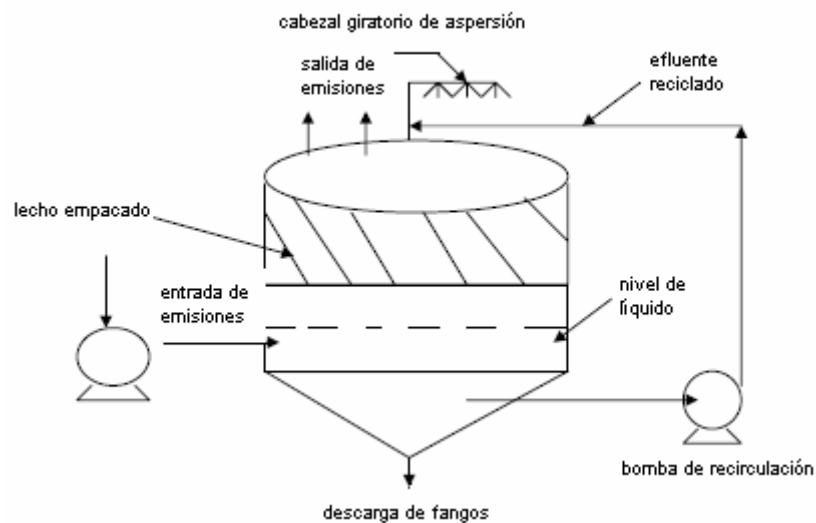 cabezal giratorio de aspersión
salida de
emisiones
efluente
reciclado
lecho empacado
entrada de
emisiones
nivel de
líquido
bomba de recirculación
descarga de fangos